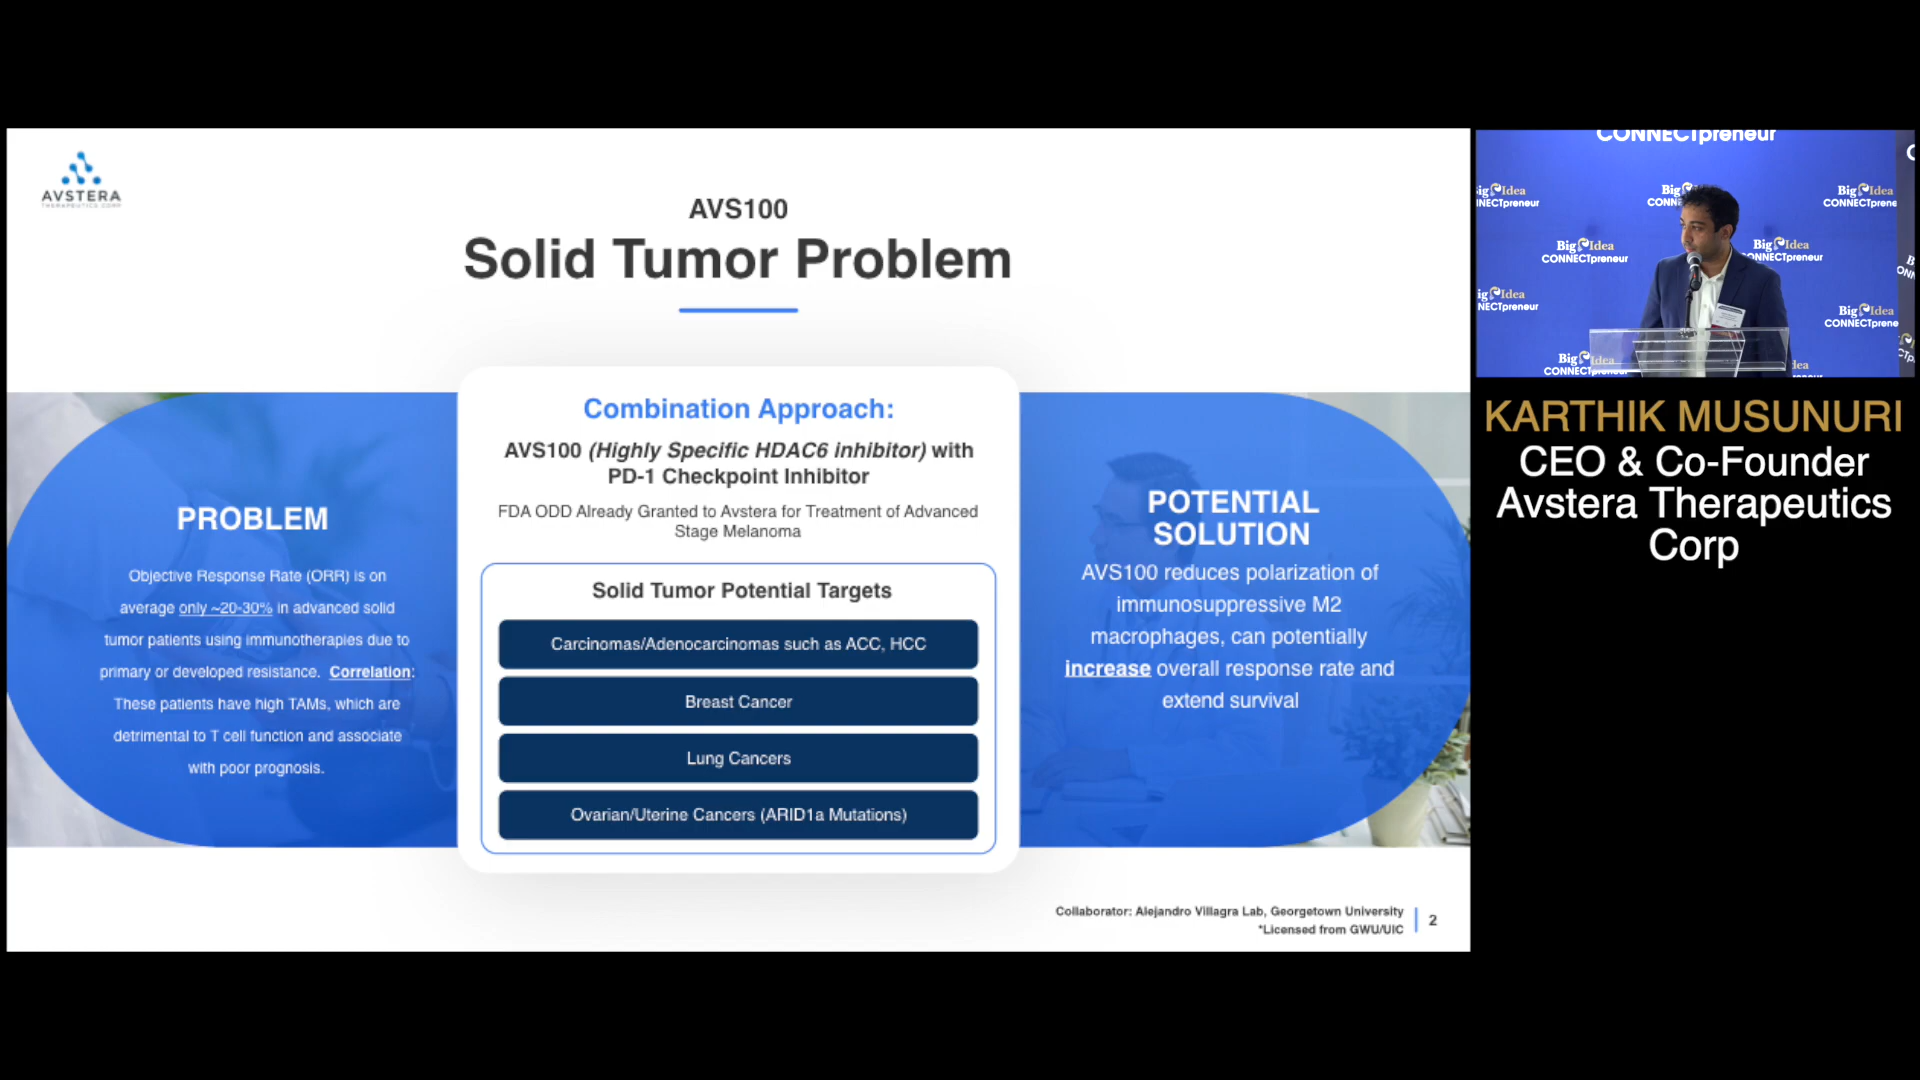 AVSTERA
THERAPEUTICS CORP
AVS100
Solid Tumor Problem
PROBLEM
Objective Response Rate (ORR) is on
average only ~20-30% in advanced solid
tumor patients using immunotherapies due to
primary or developed resistance. Correlation:
These patients have high TAMs, which are
detrimental to T cell function and associate
with poor prognosis.
Combination Approach:
AVS100 (Highly Specific HDAC6 inhibitor) with
PD-1 Checkpoint Inhibitor
FDA ODD Already Granted to Avstera for Treatment of Advanced
Stage Melanoma
Solid Tumor Potential Targets
Carcinomas/Adenocarcinomas such as ACC, HCC
Breast Cancer
Lung Cancers
Ovarian/Uterine Cancers (ARID1a Mutations)
POTENTIAL
SOLUTION
AVS100 reduces polarization of
immunosuppressive M2
macrophages, can potentially
increase overall response rate and
extend survival
Collaborator: Alejandro Villagra Lab, Georgetown University
*Licensed from GWU/UIC
2
CONNECTpreneur
Big Idea
CONNECTpreneur
Big Idea
CONNECTpreneur
Big Idea
CONNECTpreneur
KARTHIK MUSUNURI
CEO & Co-Founder
Avstera Therapeutics
Corp